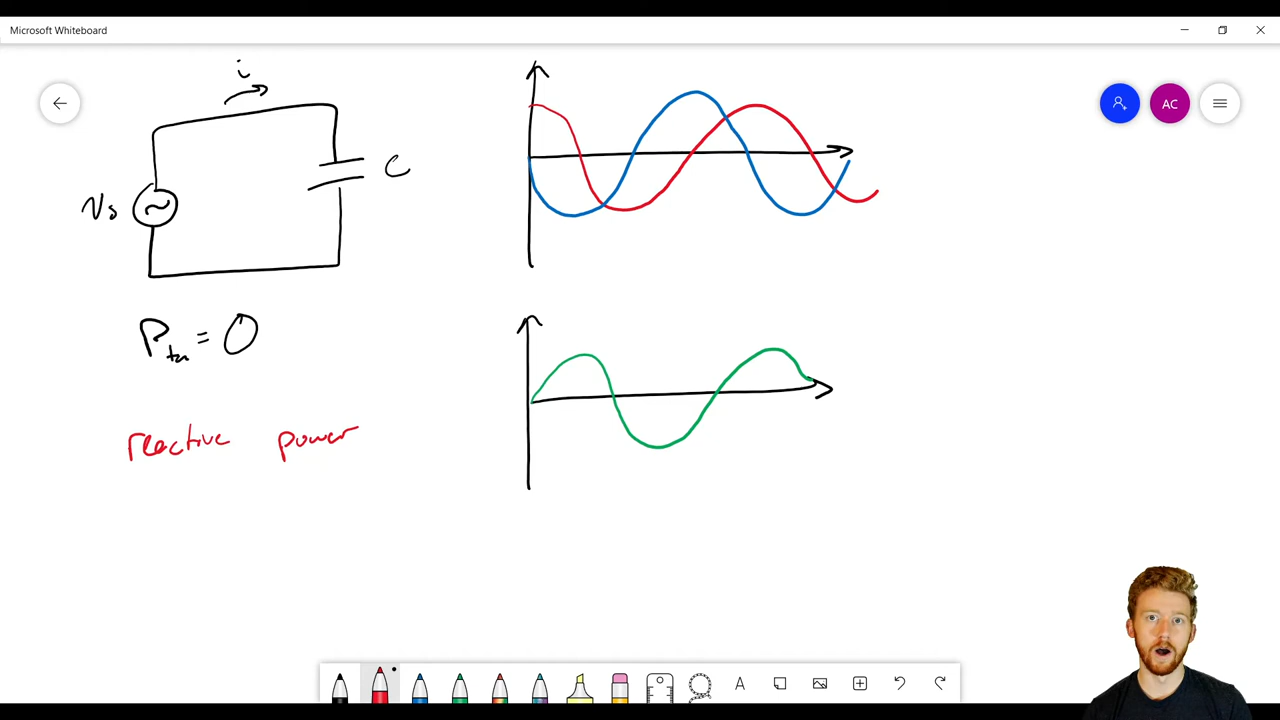 Microsoft Whiteboard
i
C
Vs
AC
P = 0
reactive power
A